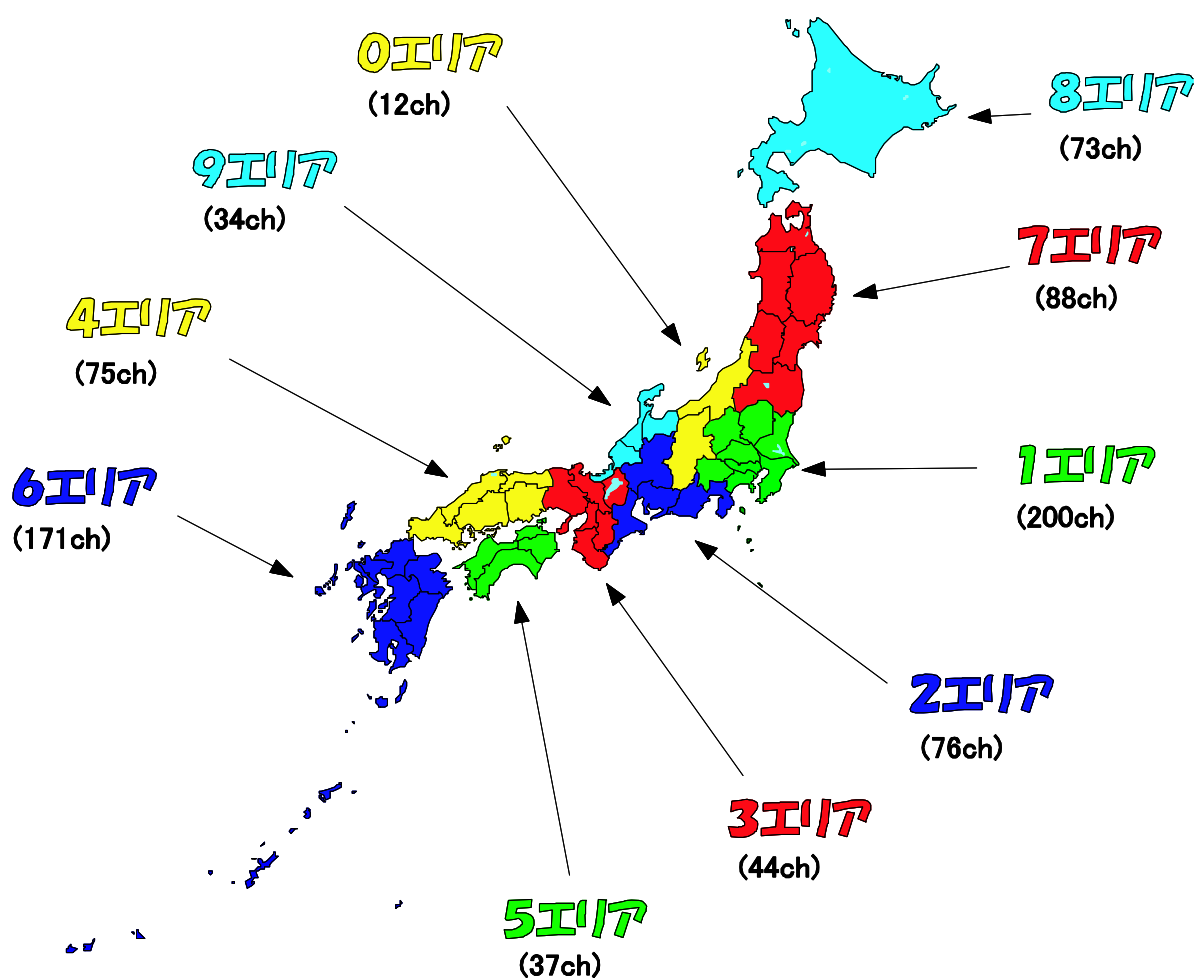 0エリア
(12ch)
8エリア
(73ch)
9エリア
(34ch)
7エリア
(88ch)
4エリア
(75ch)
1エリア
(200ch)
6エリア
(171ch)
2エリア
(76ch)
3エリア
(44ch)
5エリア
(37ch)